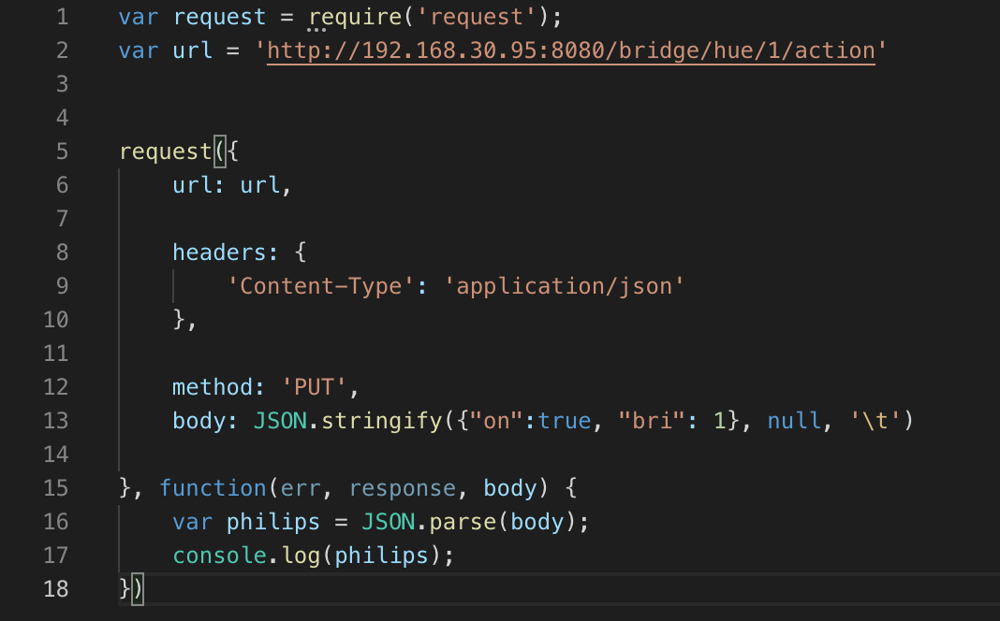 1 var request = require('request');
2 var url = 'http://192.168.30.95:8080/bridge/hue/1/action'
3
4
5 request({
6     url: url,
7
8     headers: {
9         'Content-Type': 'application/json'
10     },
11
12     method: 'PUT',
13     body: JSON.stringify({"on":true, "bri": 1}, null, '\t')
14
15 }, function(err, response, body) {
16     var philips = JSON.parse(body);
17     console.log(philips);
18 })